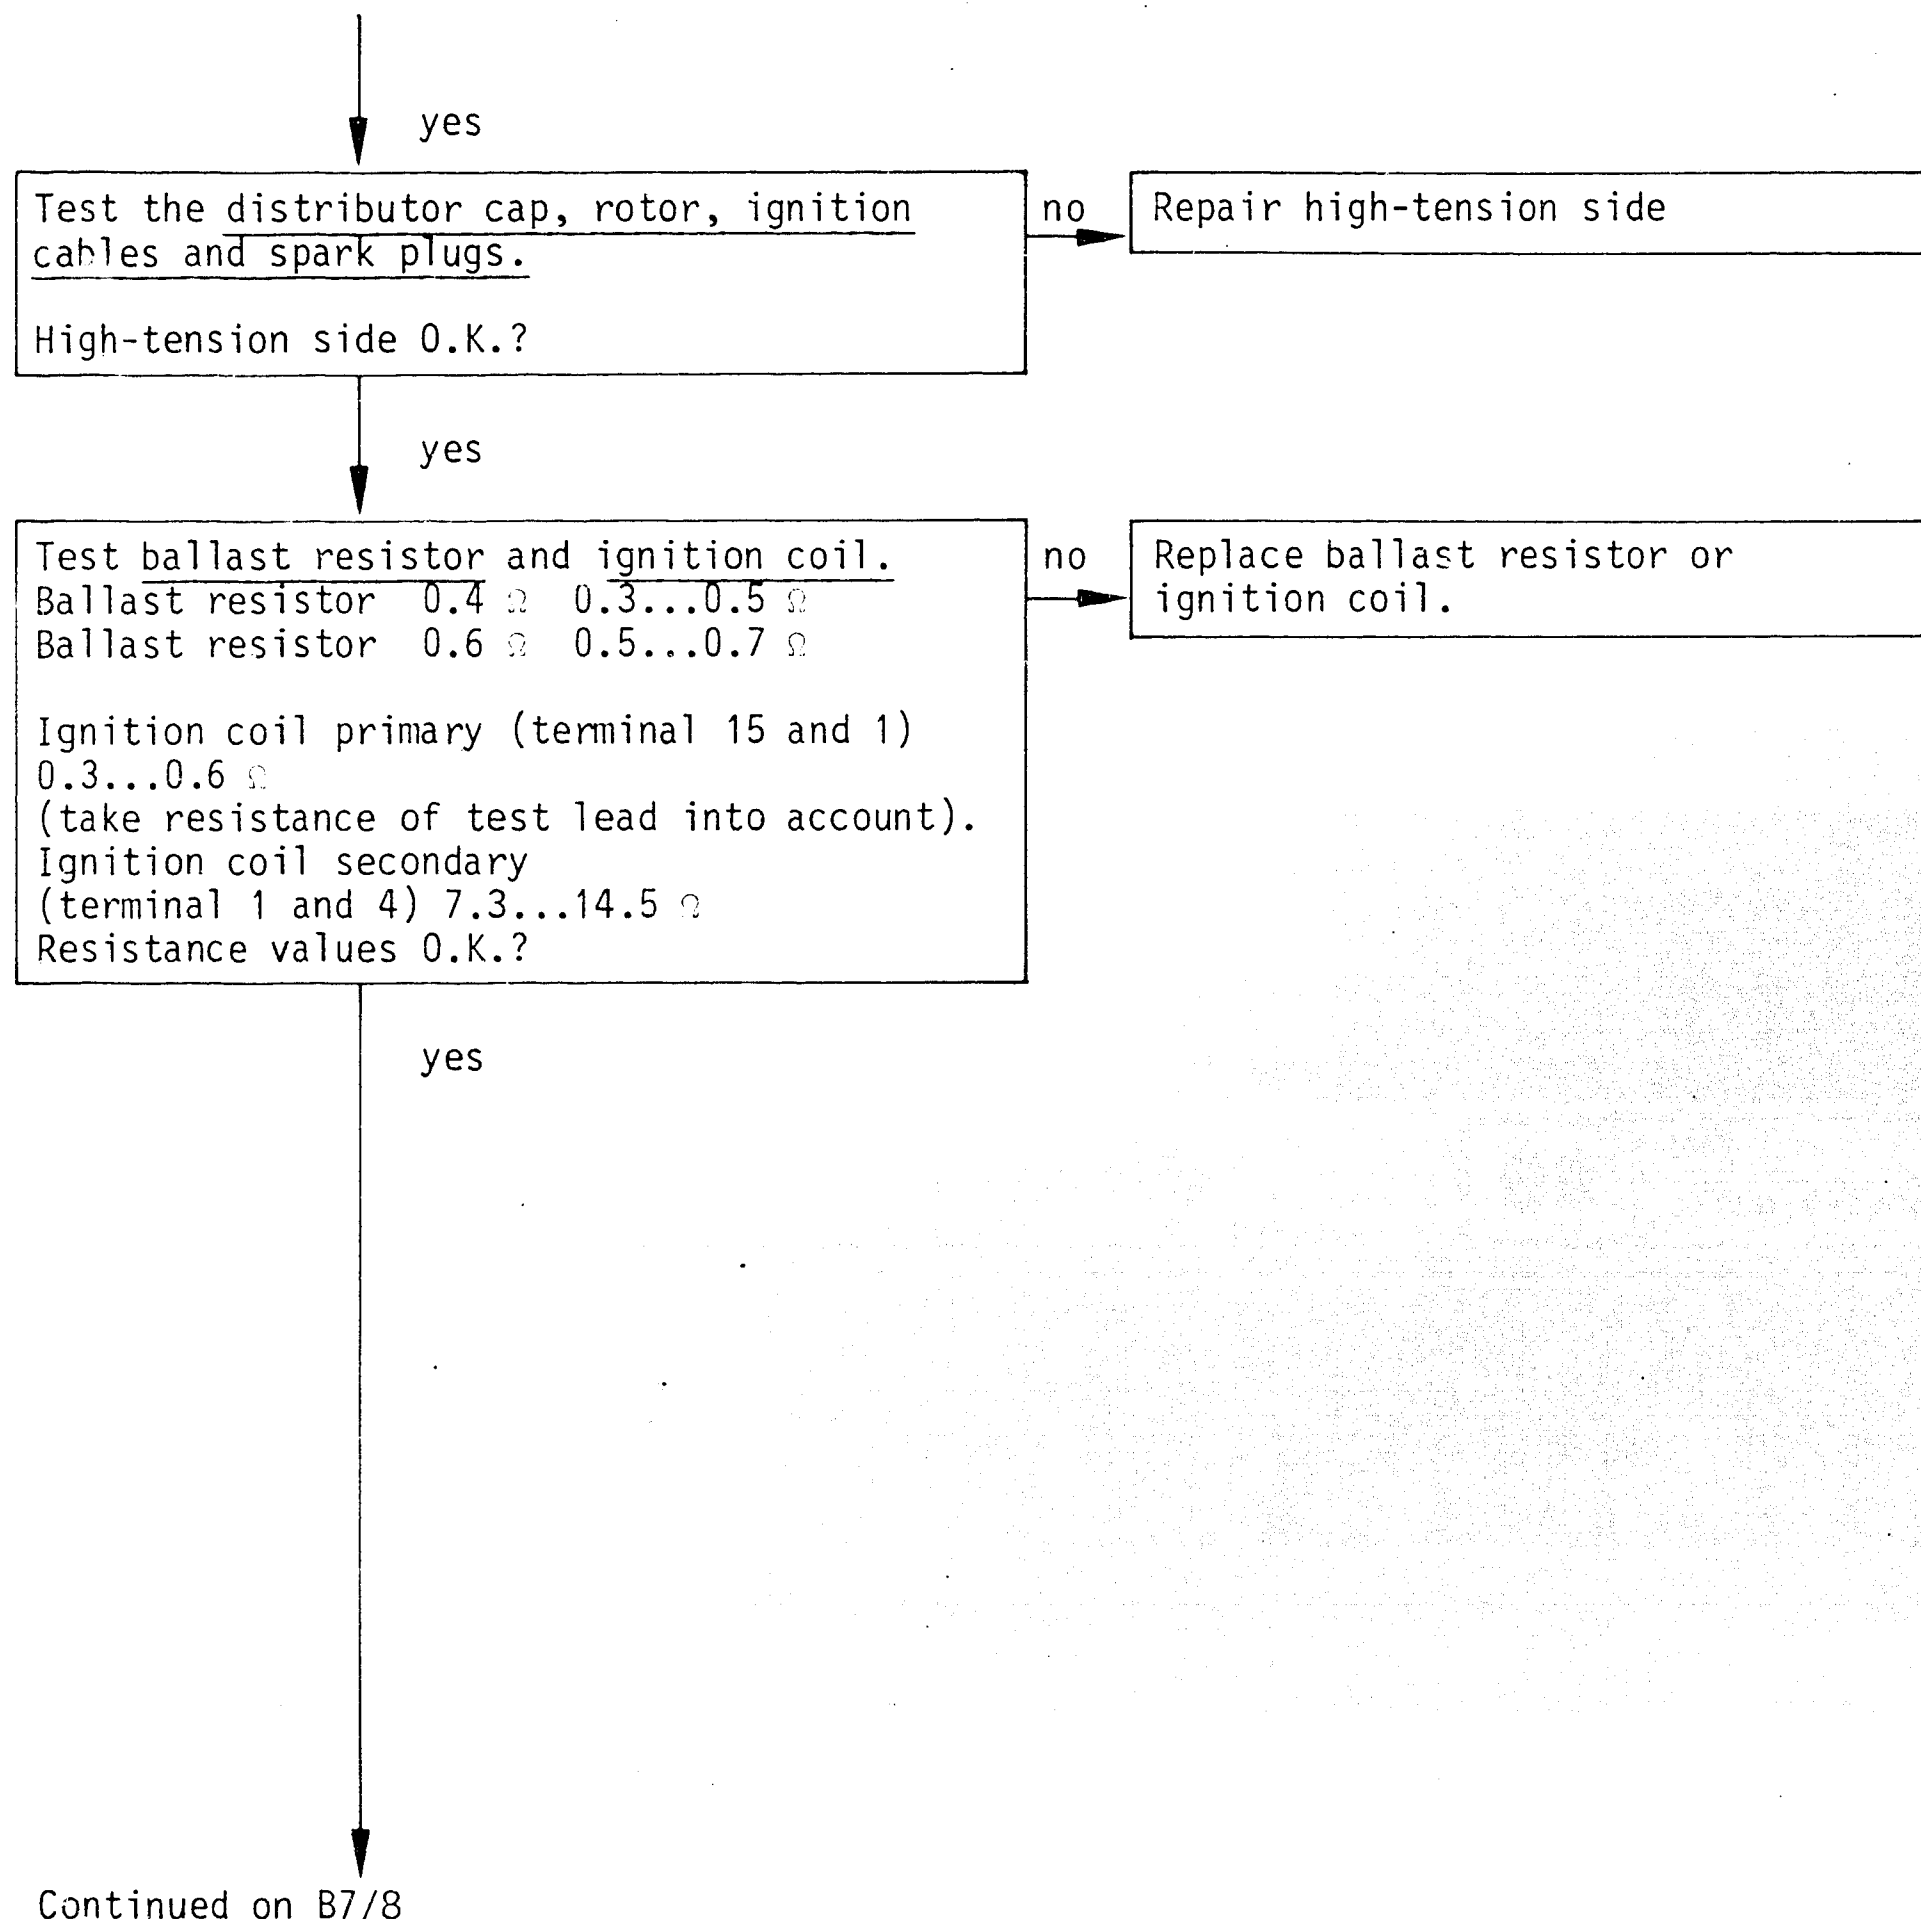 yes
Test the distributor cap, rotor, ignition
cables and spark plugs.
High-tension side O.K.?
no
Repair high-tension side
yes
Test ballast resistor and ignition coil.
Ballast resistor 0.4 Ω 0.3...0.5 Ω
Ballast resistor 0.6 Ω 0.5...0.7 Ω
Ignition coil primary (terminal 15 and 1)
0.3...0.6 Ω
(take resistance of test lead into account).
Ignition coil secondary
(terminal 1 and 4) 7.3...14.5 Ω
Resistance values O.K.?
no
Replace ballast resistor or
ignition coil.
yes
Continued on B7/8